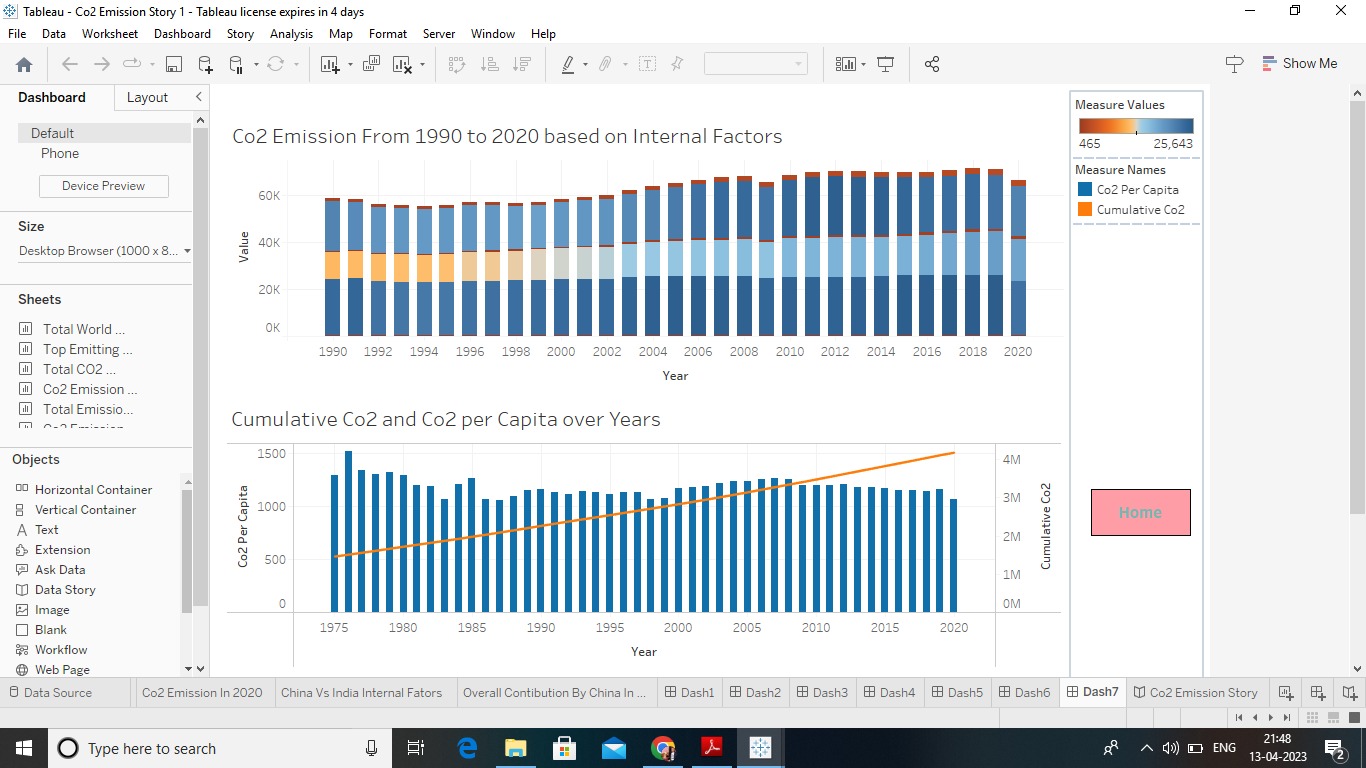 Tableau - Co2 Emission Story 1 - Tableau license expires in 4 days
File Data Worksheet Dashboard Story Analysis Map Format Server Window Help
Show Me
Dashboard Layout
Default
Phone
Device Preview
Size
Desktop Browser (1000 x 8...
Sheets
Total World ...
Top Emitting ...
Total CO2 ...
Co2 Emission ...
Total Emissio...
Co2 Emission
Objects
Horizontal Container
Vertical Container
Text
Extension
Ask Data
Data Story
Image
Blank
Workflow
Web Page
Co2 Emission From 1990 to 2020 based on Internal Factors
Value
60K
40K
20K
0K
1990 1992 1994 1996 1998 2000 2002 2004 2006 2008 2010 2012 2014 2016 2018 2020
Year
Cumulative Co2 and Co2 per Capita over Years
Co2 Per Capita
1500
1000
500
0
4M
3M
2M
1M
0M
Cumulative Co2
1975 1980 1985 1990 1995 2000 2005 2010 2015 2020
Year
Measure Values
465 25,643
Measure Names
Co2 Per Capita
Cumulative Co2
Home
Data Source Co2 Emission In 2020 China Vs India Internal Fators Overall Contibution By China In ... Dash1 Dash2 Dash3 Dash4 Dash5 Dash6 Dash7 Co2 Emission Story
Type here to search
ENG
21:48
13-04-2023
2